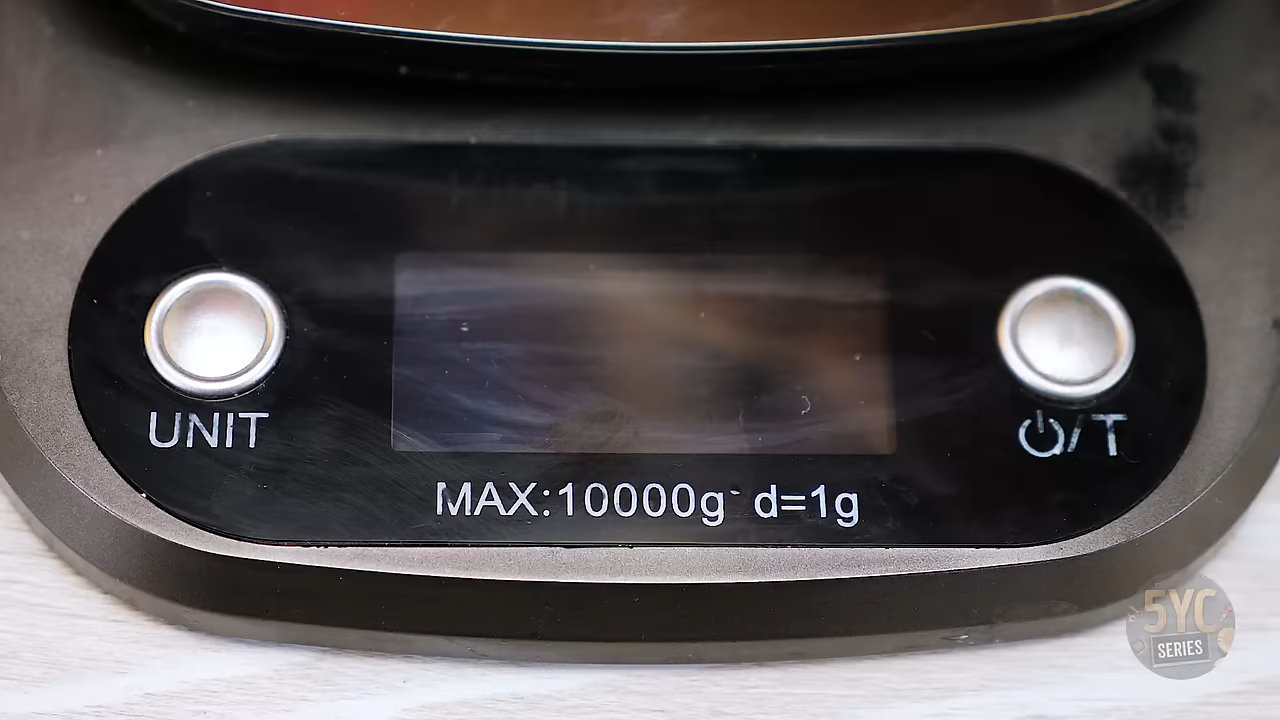 UNIT
⏻/T
MAX:10000g d=1g
5YC
SERIES